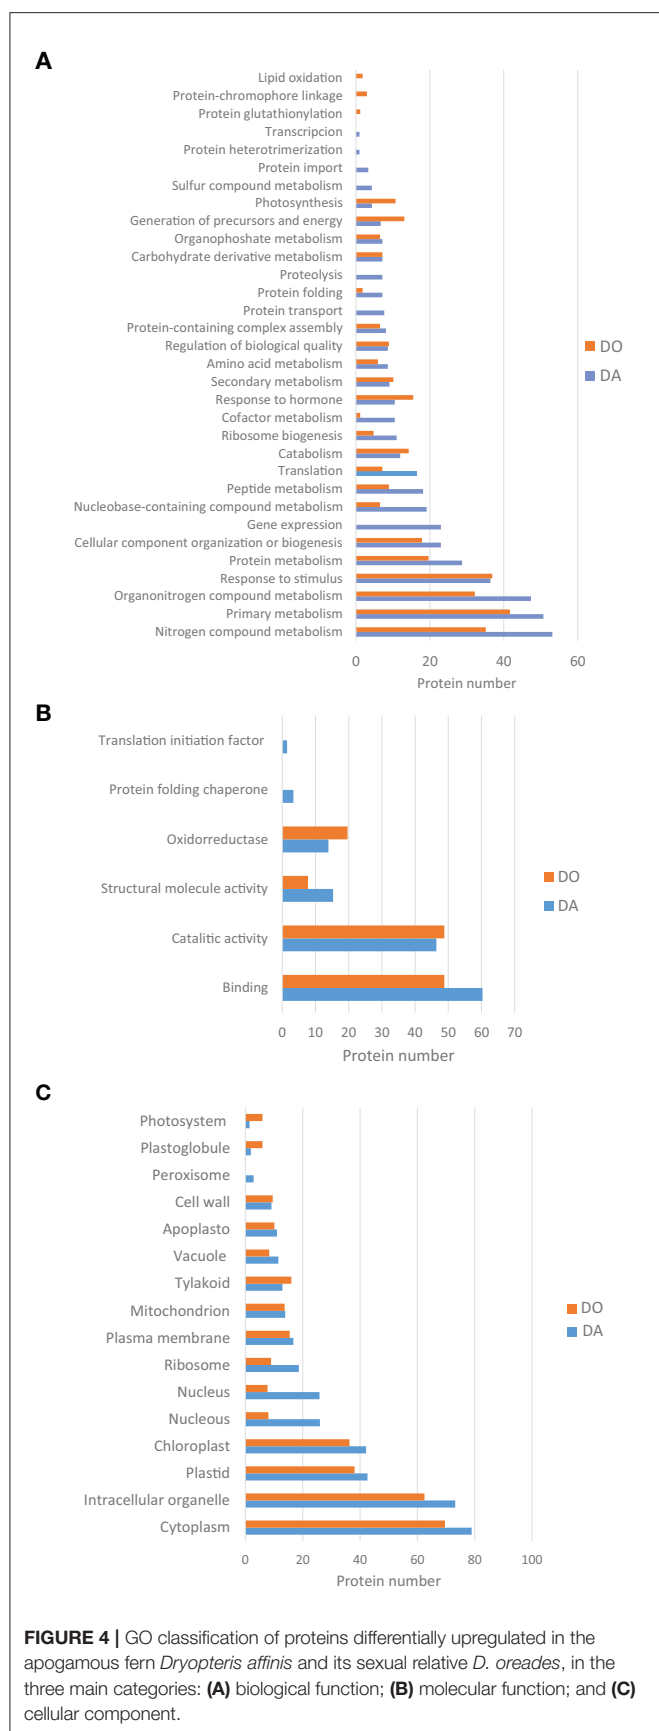 A
Lipid oxidation
Protein-chromophore linkage
Protein glutathionylation
Transcripcion
Protein heterotrimerization
Protein import
Sulfur compound metabolism
Photosynthesis
Generation of precursors and energy
Organophoshate metabolism
Carbohydrate derivative metabolism
Proteolysis
Protein folding
Protein transport
Protein-containing complex assembly
Regulation of biological quality
Amino acid metabolism
Secondary metabolism
Response to hormone
Cofactor metabolism
Ribosome biogenesis
Catabolism
Translation
Peptide metabolism
Nucleobase-containing compound metabolism
Gene expression
Cellular component organization or biogenesis
Protein metabolism
Response to stimulus
Organonitrogen compound metabolism
Primary metabolism
Nitrogen compound metabolism
0 20 40 60
Protein number
DO
DA
B
Translation initiation factor
Protein folding chaperone
Oxidorreductase
Structural molecule activity
Catalitic activity
Binding
0 10 20 30 40 50 60 70
Protein number
DO
DA
C
Photosystem
Plastoglobule
Peroxisome
Cell wall
Apoplasto
Vacuole
Tylakoid
Mitochondrion
Plasma membrane
Ribosome
Nucleus
Nucleous
Chloroplast
Plastid
Intracellular organelle
Cytoplasm
0 20 40 60 80 100
Protein number
DO
DA
FIGURE 4 | GO classification of proteins differentially upregulated in the
apogamous fern Dryopteris affinis and its sexual relative D. oreades, in the
three main categories: (A) biological function; (B) molecular function; and (C)
cellular component.